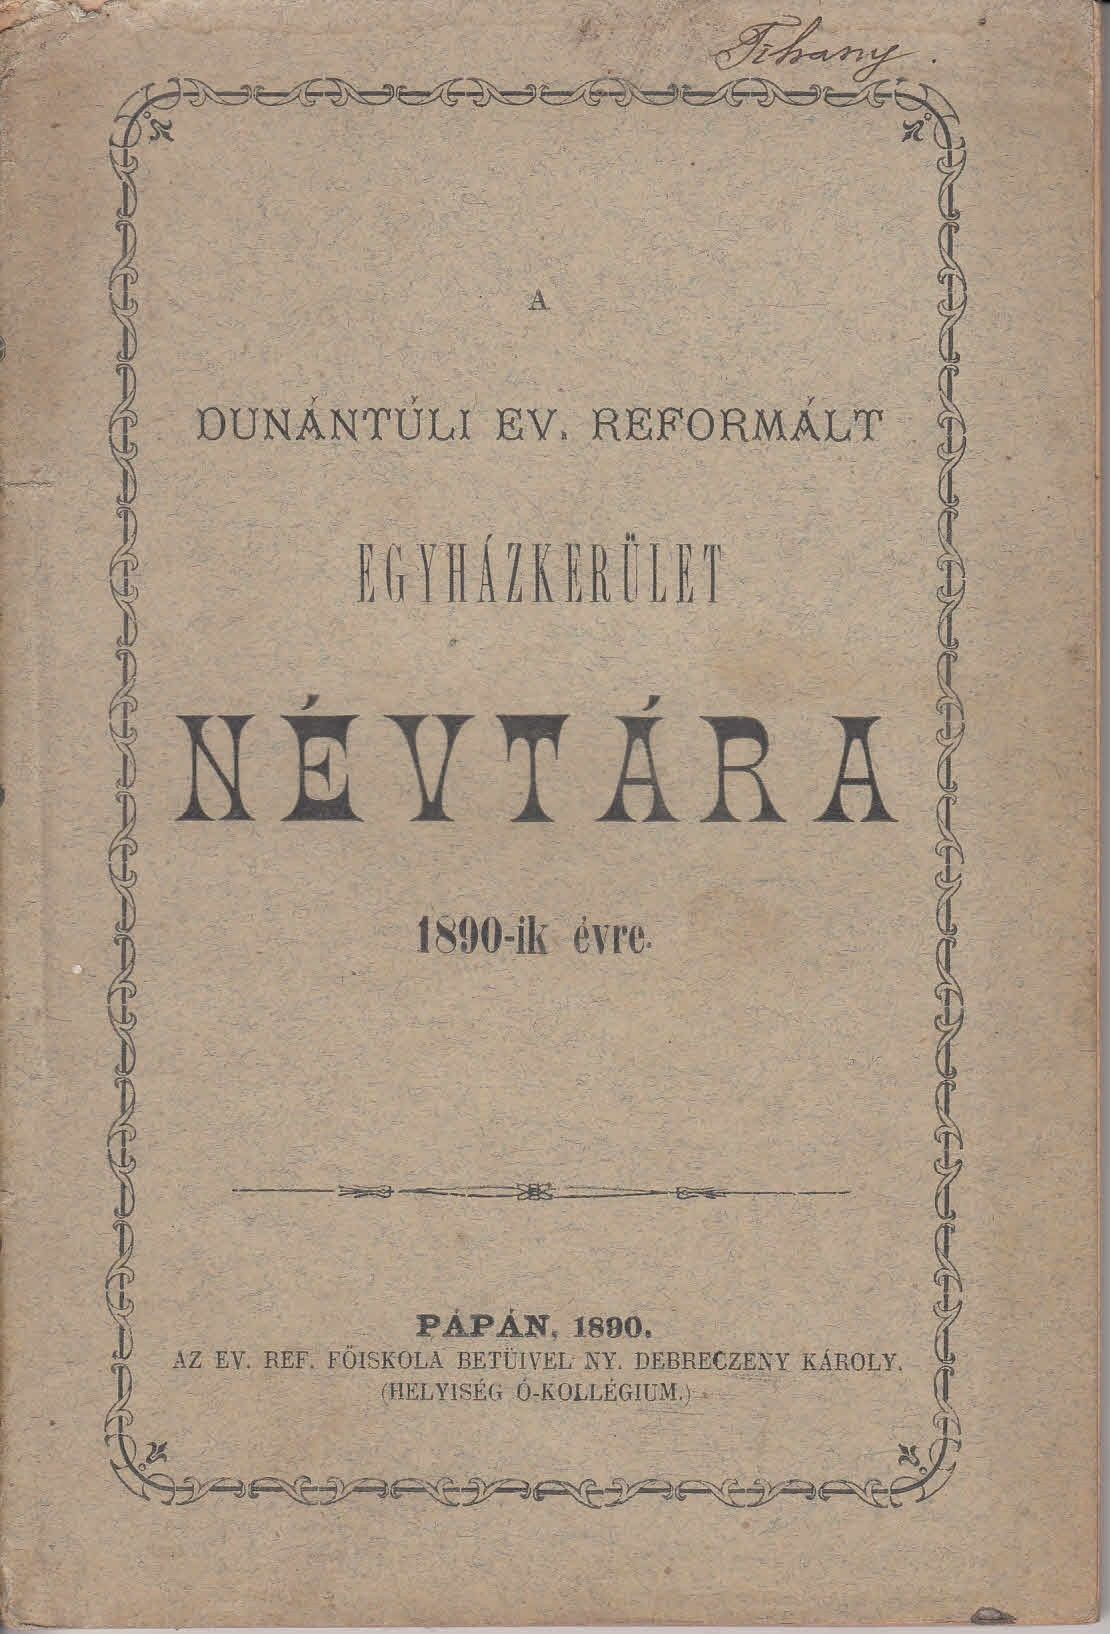 Tihany.
A
DUNÁNTÚLI EV. REFORMÁLT
EGYHÁZKERÜLET
NÉVTÁRA
1890-ik évre.
PÁPÁN, 1890.
AZ EV. REF. FŐISKOLA BETÜIVEL NY. DEBRECZENY KÁROLY.
(HELYISÉG Ó-KOLLÉGIUM.)